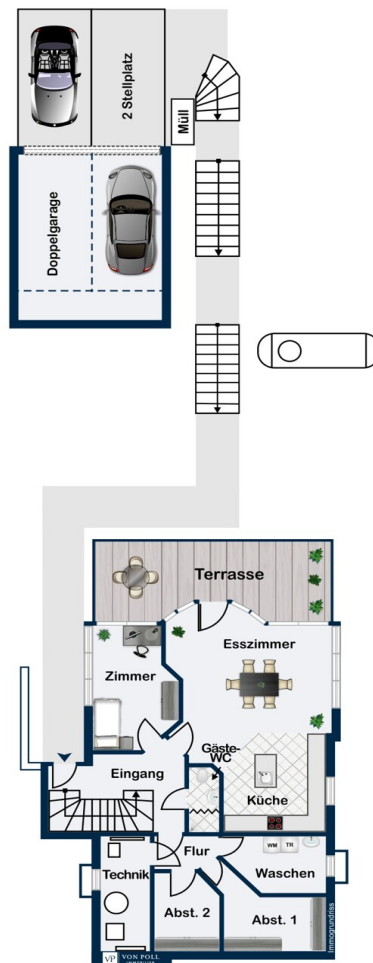 2 Stellplatz
Müll
Doppelgarage
Terrasse
Esszimmer
Zimmer
Gäste-
WC
Eingang
Küche
Flur
WM TR
Technik
Waschen
Abst. 2
Abst. 1
Immogrundriss
VP VON POLL